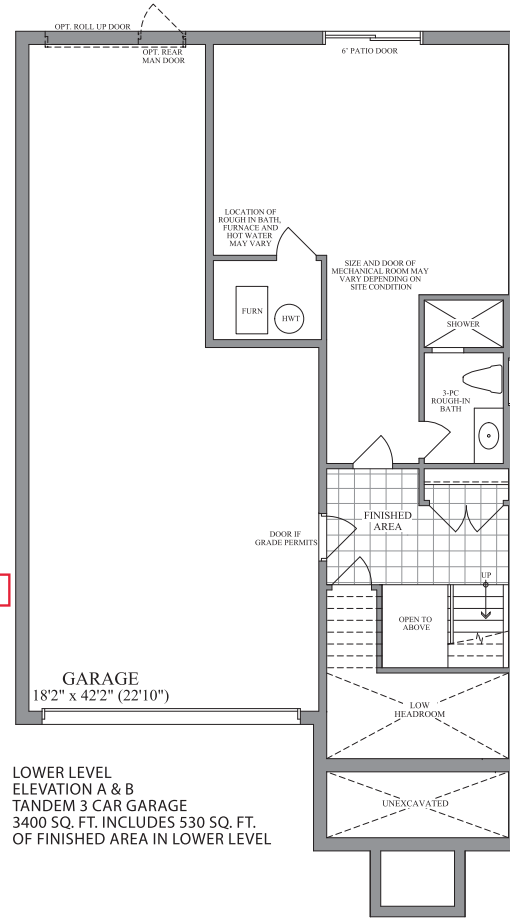 OPT. ROLL UP DOOR
OPT. REAR
MAN DOOR
6' PATIO DOOR
LOCATION OF
ROUGH IN BATH,
FURNACE AND
HOT WATER
MAY VARY
SIZE AND DOOR OF
MECHANICAL ROOM MAY
VARY DEPENDING ON
SITE CONDITION
FURN
HWT
SHOWER
3-PC
ROUGH-IN
BATH
FINISHED
AREA
DOOR IF
GRADE PERMITS
UP
OPEN TO
ABOVE
GARAGE
18'2" x 42'2" (22'10")
LOW
HEADROOM
LOWER LEVEL
ELEVATION A & B
TANDEM 3 CAR GARAGE
3400 SQ. FT. INCLUDES 530 SQ. FT.
OF FINISHED AREA IN LOWER LEVEL
UNEXCAVATED